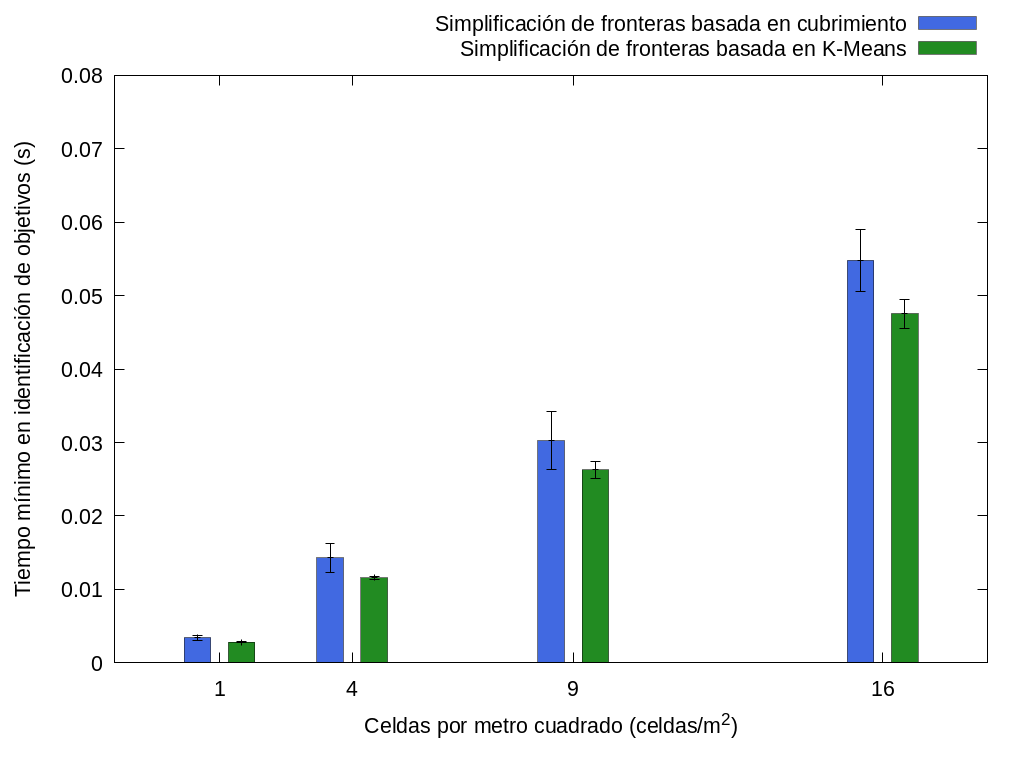 Simplificación de fronteras basada en cubrimiento
Simplificación de fronteras basada en K-Means
0.08
0.07
0.06
0.05
0.04
0.03
0.02
0.01
0
Tiempo mínimo en identificación de objetivos (s)
1 4 9 16
Celdas por metro cuadrado (celdas/m²)